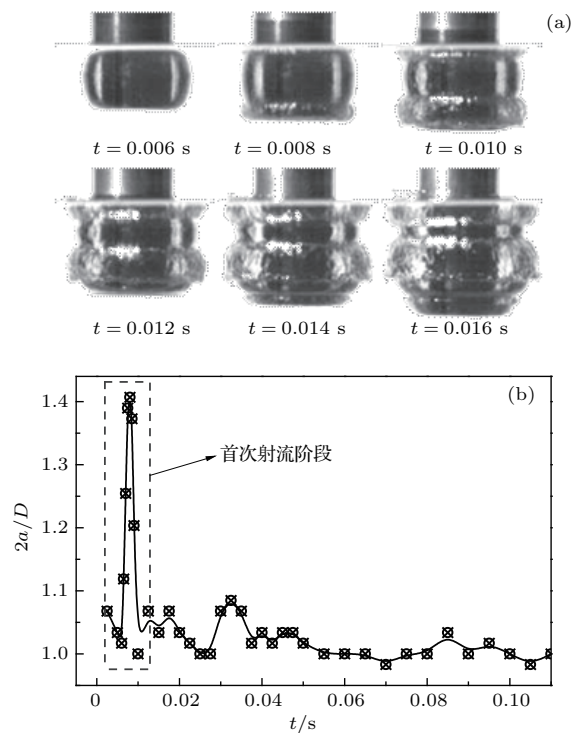 (a)
t = 0.006 s
t = 0.008 s
t = 0.010 s
t = 0.012 s
t = 0.014 s
t = 0.016 s
(b)
1.4
1.3
1.2
1.1
1.0
2a/D
首次射流阶段
0
0.02
0.04
0.06
0.08
0.10
t/s